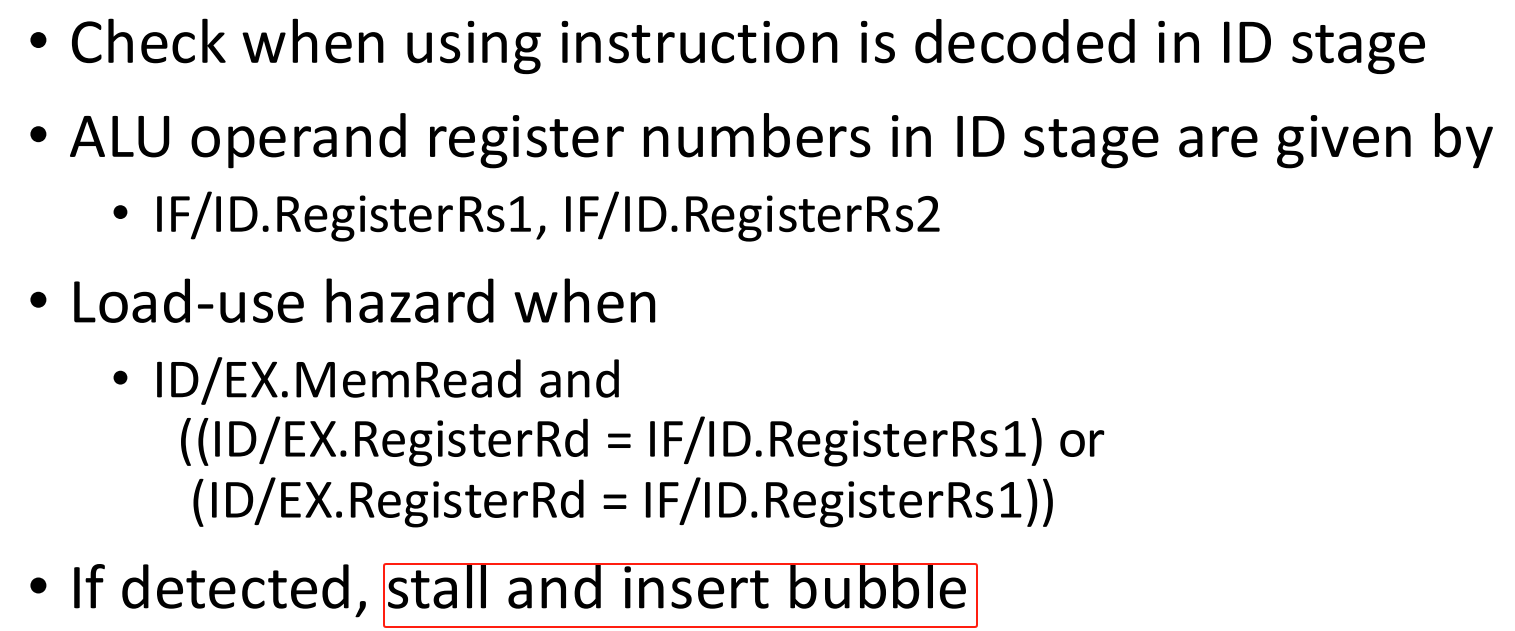 • Check when using instruction is decoded in ID stage
• ALU operand register numbers in ID stage are given by
• IF/ID.RegisterRs1, IF/ID.RegisterRs2
• Load-use hazard when
• ID/EX.MemRead and
((ID/EX.RegisterRd = IF/ID.RegisterRs1) or
(ID/EX.RegisterRd = IF/ID.RegisterRs1))
• If detected, stall and insert bubble